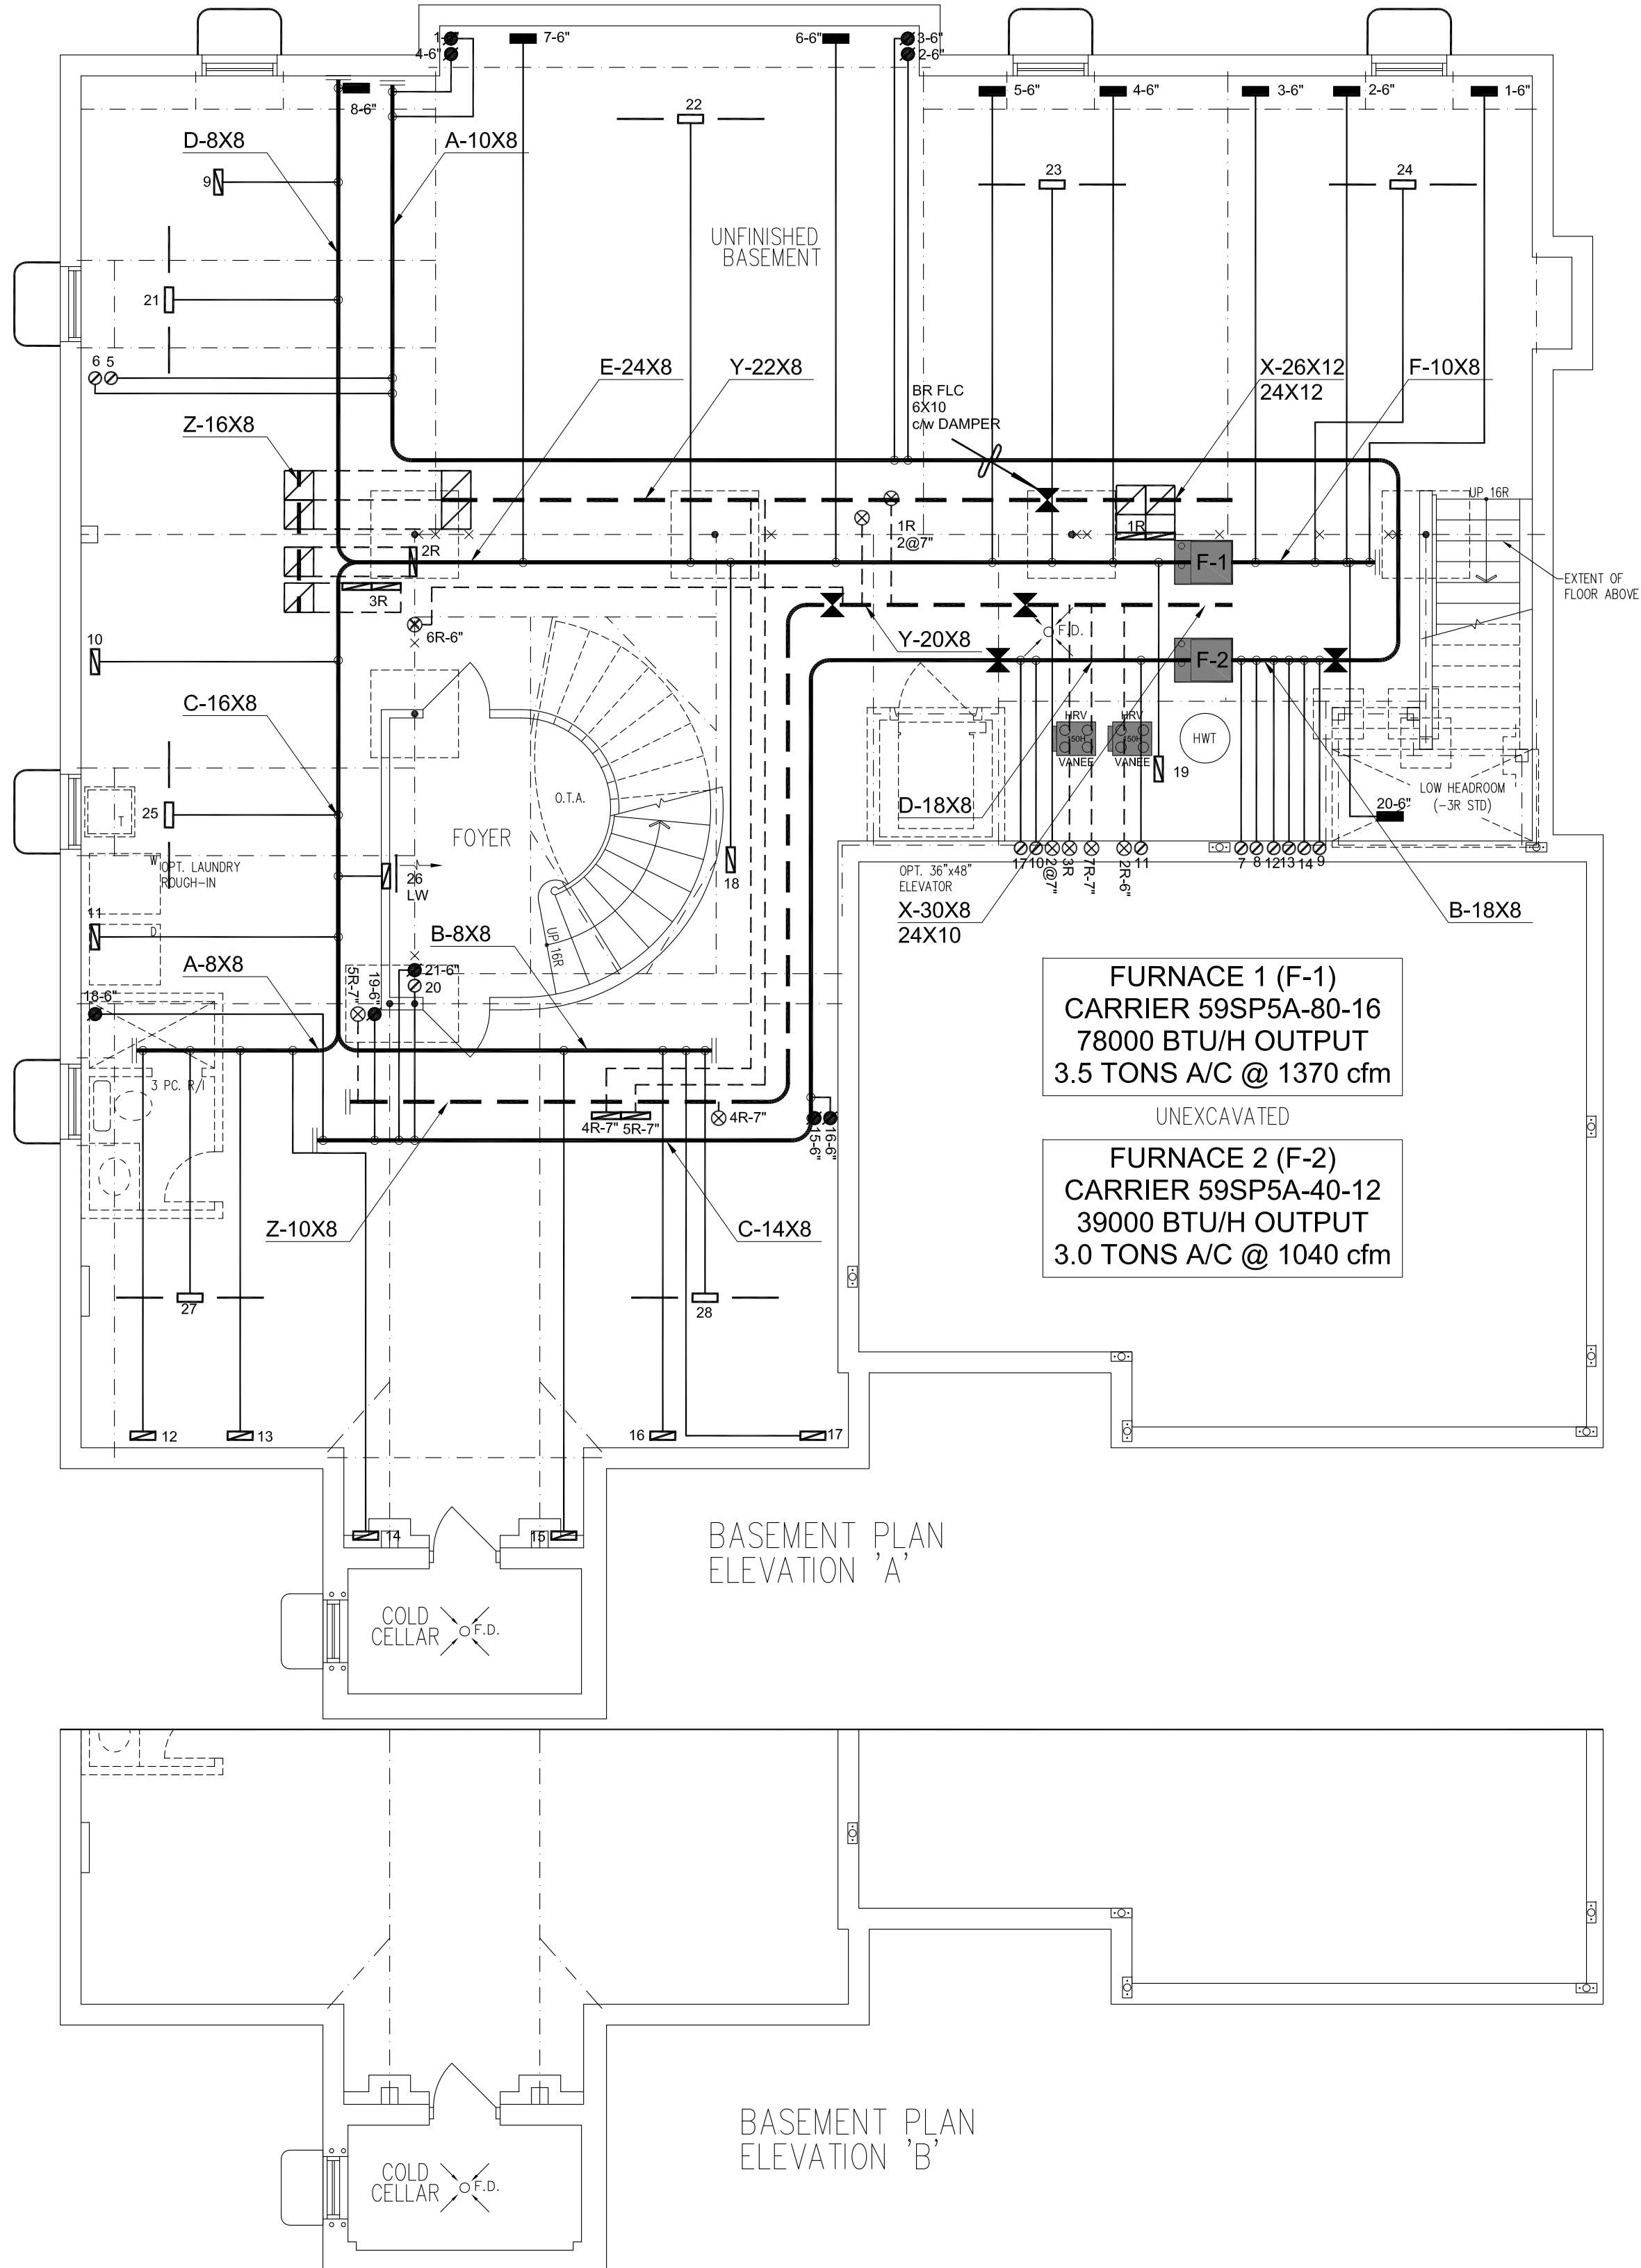 1-6"
4-6"
7-6"
6-6"
3-6"
2-6"
8-6"
5-6"
4-6"
3-6"
2-6"
1-6"
D-8X8
A-10X8
22
9
23
24
UNFINISHED
BASEMENT
21
6 5
E-24X8
Y-22X8
BR FLC
6X10
c/w DAMPER
X-26X12
24X12
F-10X8
Z-16X8
UP 16R
1R
2@7"
1R
2R
F-1
EXTENT OF
FLOOR ABOVE
3R
6R-6"
F.D.
Y-20X8
10
F-2
C-16X8
HRV
150H
VANEE
HRV
150H
VANEE
HWT
19
O.T.A.
D-18X8
LOW HEADROOM
(-3R STD)
20-6"
T
25
FOYER
W
OPT. LAUNDRY
ROUGH-IN
26
LW
18
17
10
2@7"
3R
7R-7"
2R-6"
11
7
8
12
13
14
9
OPT. 36"x48"
ELEVATOR
X-30X8
24X10
B-18X8
11
D
B-8X8
UP 16R
A-8X8
18-6"
5R-7"
19-6"
21-6"
20
FURNACE 1 (F-1)
CARRIER 59SP5A-80-16
78000 BTU/H OUTPUT
3.5 TONS A/C @ 1370 cfm
3 PC. R/I
4R-7"
5R-7"
4R-7"
15-6"
16-6"
UNEXCAVATED
FURNACE 2 (F-2)
CARRIER 59SP5A-40-12
39000 BTU/H OUTPUT
3.0 TONS A/C @ 1040 cfm
Z-10X8
C-14X8
27
28
12
13
16
17
14
15
BASEMENT PLAN
ELEVATION 'A'
COLD
CELLAR
F.D.
BASEMENT PLAN
ELEVATION 'B'
COLD
CELLAR
F.D.